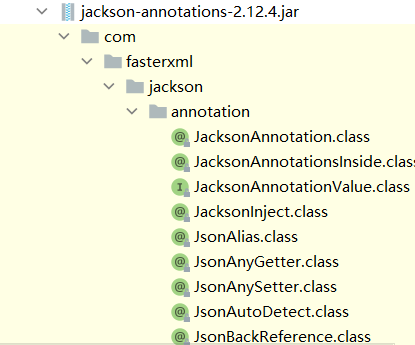 jackson-annotations-2.12.4.jar
com
fasterxml
jackson
annotation
@ JacksonAnnotation.class
@ JacksonAnnotationsInside.class
I JacksonAnnotationValue.class
@ JacksonInject.class
@ JsonAlias.class
@ JsonAnyGetter.class
@ JsonAnySetter.class
@ JsonAutoDetect.class
@ JsonBackReference.class